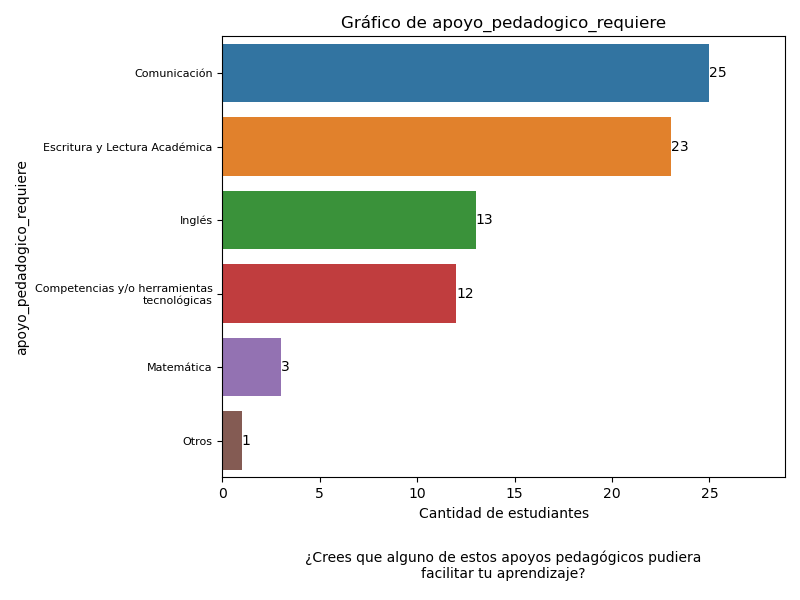 Gráfico de apoyo_pedadogico_requiere
apoyo_pedadogico_requiere
Comunicación
25
Escritura y Lectura Académica
23
Inglés
13
Competencias y/o herramientas
tecnológicas
12
Matemática
3
Otros
1
0 5 10 15 20 25
Cantidad de estudiantes
¿Crees que alguno de estos apoyos pedagógicos pudiera
facilitar tu aprendizaje?